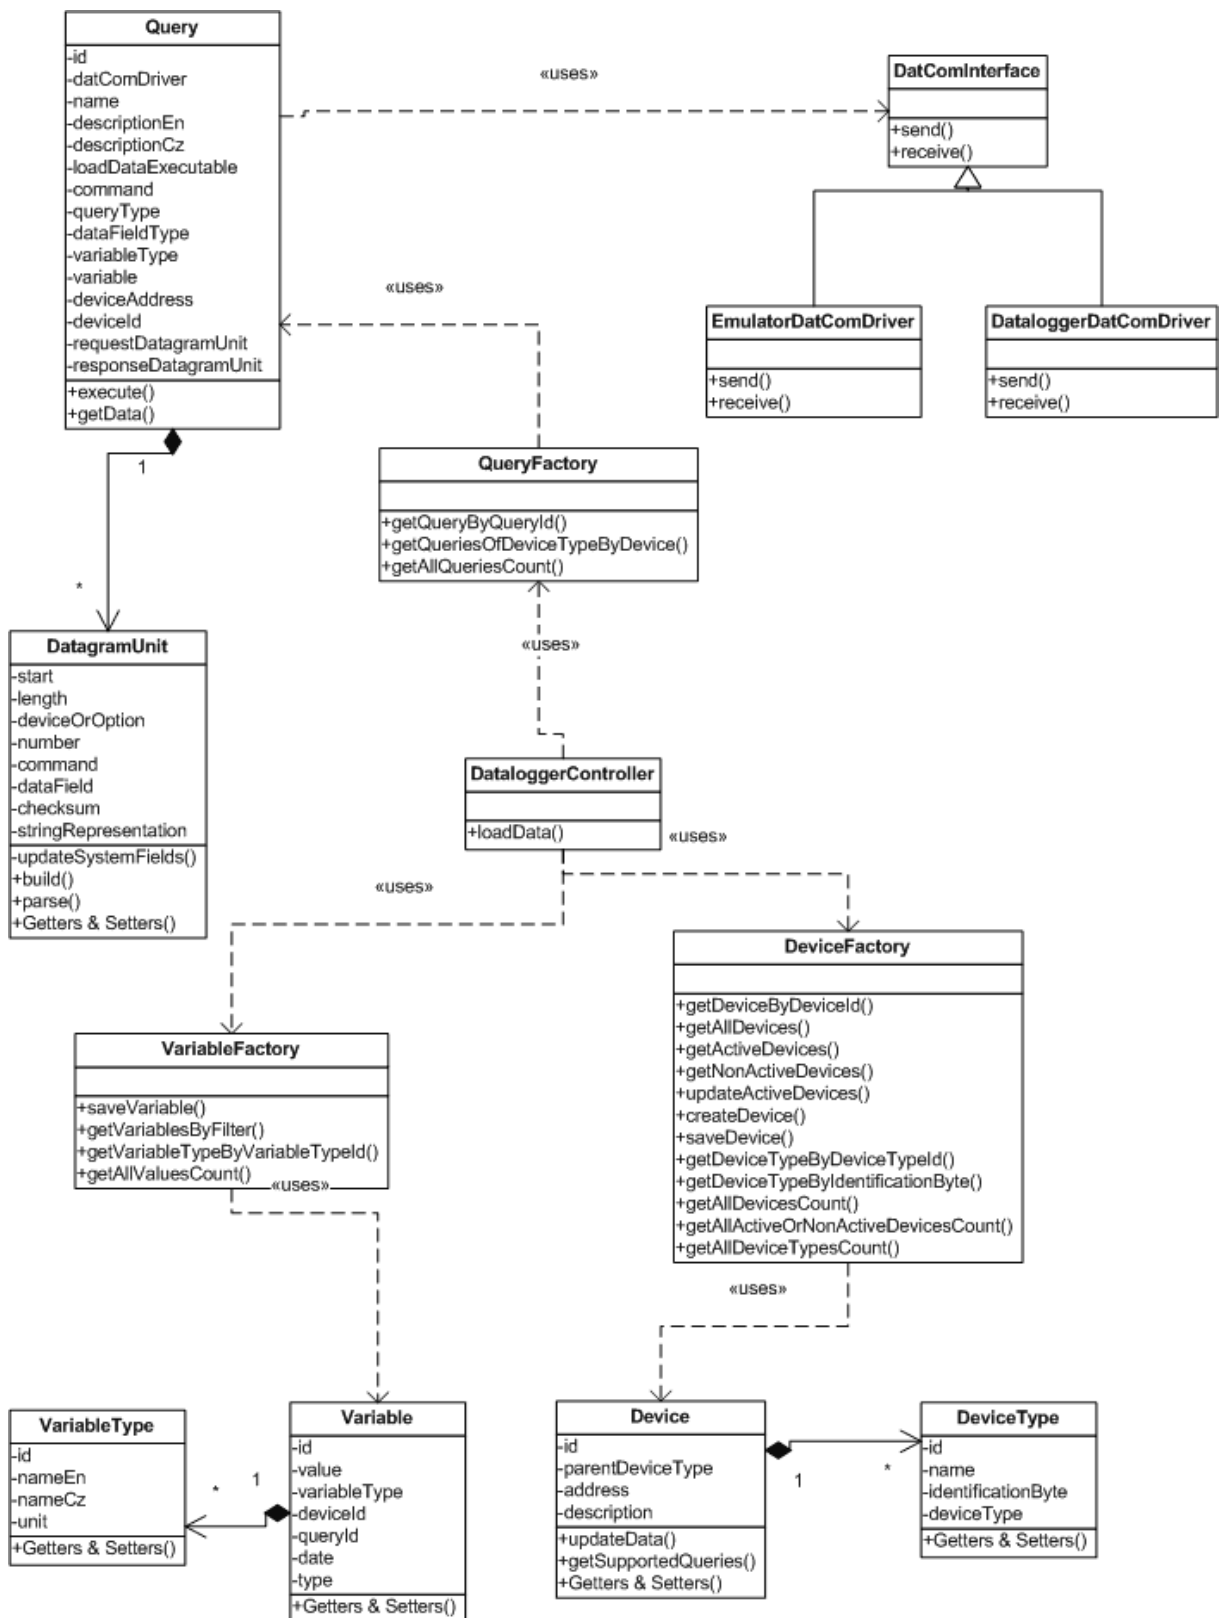 Query
-id
-datComDriver
-name
-descriptionEn
-descriptionCz
-loadDataExecutable
-command
-queryType
-dataFieldType
-variableType
-variable
-deviceAddress
-deviceId
-requestDatagramUnit
-responseDatagramUnit
+execute()
+getData()
«uses»
DatComInterface
+send()
+receive()
EmulatorDatComDriver
+send()
+receive()
DataloggerDatComDriver
+send()
+receive()
«uses»
1
*
QueryFactory
+getQueryByQueryId()
+getQueriesOfDeviceTypeByDevice()
+getAllQueriesCount()
DatagramUnit
-start
-length
-deviceOrOption
-number
-command
-dataField
-checksum
-stringRepresentation
-updateSystemFields()
+build()
+parse()
+Getters & Setters()
«uses»
DataloggerController
+loadData()
«uses»
«uses»
VariableFactory
+saveVariable()
+getVariablesByFilter()
+getVariableTypeByVariableTypeId()
+getAllValuesCount()
«uses»
DeviceFactory
+getDeviceByDeviceId()
+getAllDevices()
+getActiveDevices()
+getNonActiveDevices()
+updateActiveDevices()
+createDevice()
+saveDevice()
+getDeviceTypeByDeviceTypeId()
+getDeviceTypeByIdentificationByte()
+getAllDevicesCount()
+getAllActiveOrNonActiveDevicesCount()
+getAllDeviceTypesCount()
«uses»
VariableType
-id
-nameEn
-nameCz
-unit
+Getters & Setters()
*
1
Variable
-id
-value
-variableType
-deviceId
-queryId
-date
-type
+Getters & Setters()
Device
-id
-parentDeviceType
-address
-description
+updateData()
+getSupportedQueries()
+Getters & Setters()
1
*
DeviceType
-id
-name
-identificationByte
-deviceType
+Getters & Setters()